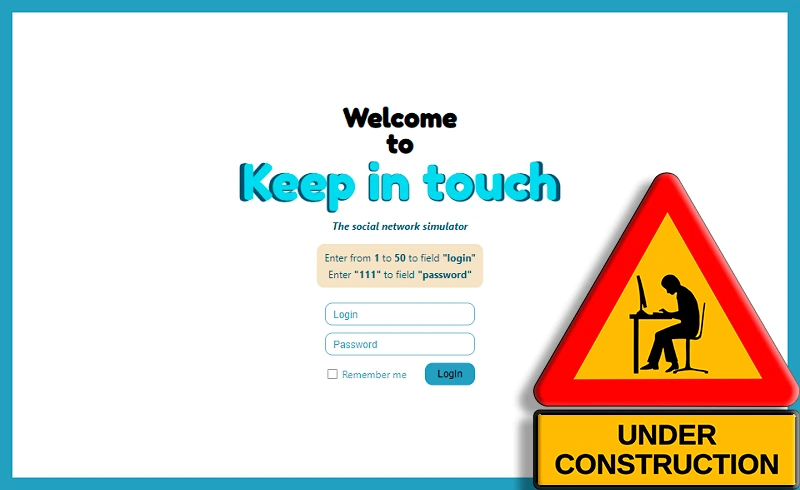 Welcome
to
Keep in touch
The social network simulator
Enter from 1 to 50 to field "login"
Enter "111" to field "password"
Login
Password
Remember me
LogIn
UNDER
CONSTRUCTION